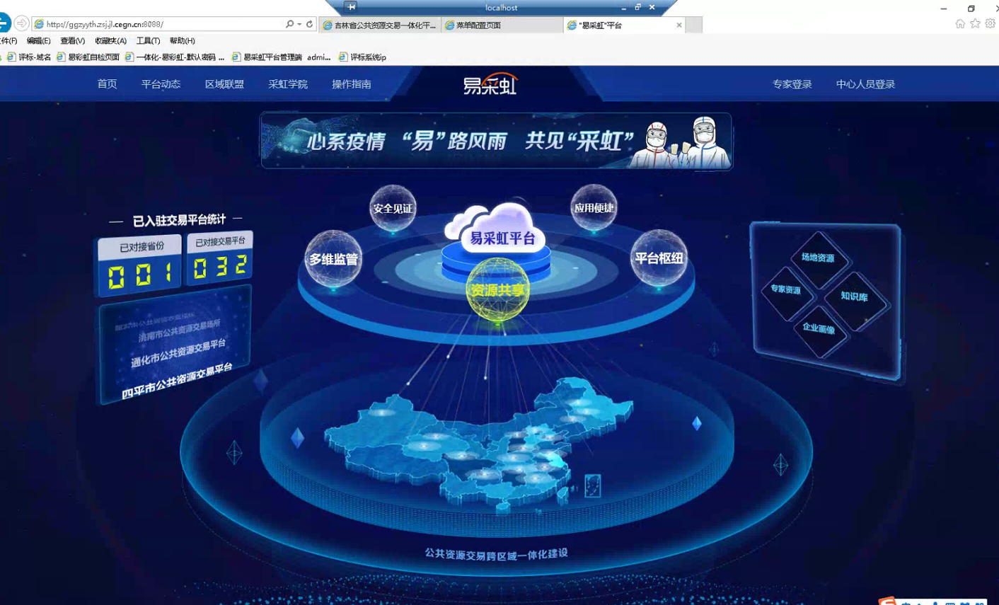 localhost
http://ggzyyth.zsj.jl.cegn.cn:8088/
吉林省公共资源交易一体化平...
菜单配置页面
"易采虹"平台
件(F) 编辑(E) 查看(V) 收藏夹(A) 工具(T) 帮助(H)
评标-域名 易彩虹自检页面 一体化-易彩虹-默认密码 ... 易采虹平台管理端 admi... 评标系统ip
首页 平台动态 区域联盟 采虹学院 操作指南
易采虹
专家登录 中心人员登录
心系疫情 “易”路风雨 共见“采虹”
已入驻交易平台统计
已对接省份 已对接交易平台
001 032
洮南市公共资源交易场所
通化市公共资源交易平台
四平市公共资源交易平台
安全见证
应用便捷
多维监管
易采虹平台
平台枢纽
资源共享
场地资源
专家资源
知识库
企业画像
公共资源交易跨区域一体化建设